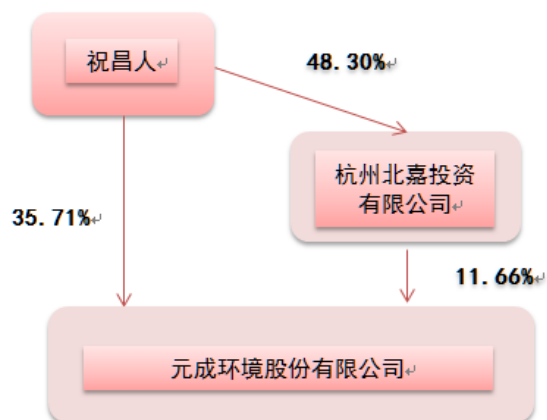 祝昌人
48.30%
杭州北嘉投资
有限公司
35.71%
11.66%
元成环境股份有限公司